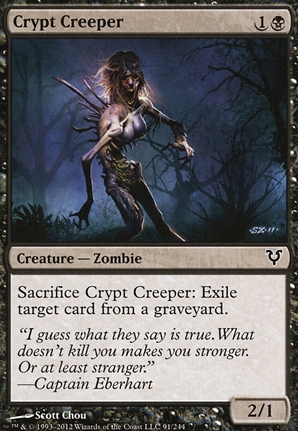 Crypt Creeper 1
SZC-11-
Creature — Zombie
Sacrifice Crypt Creeper: Exile
target card from a graveyard.
“I guess what they say is true. What
doesn’t kill you makes you stronger.
Or at least stranger.”
—Captain Eberhart
2/1
Scott Chou
™ & © 1993–2012 Wizards of the Coast LLC 91/244